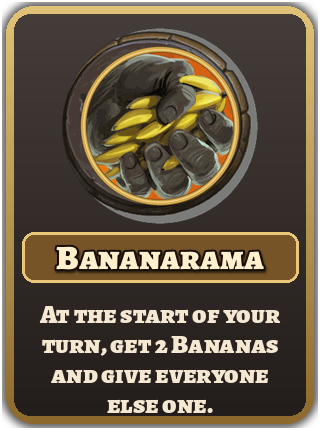 Bananarama
At the start of your
turn, get 2 Bananas
and give everyone
else one.